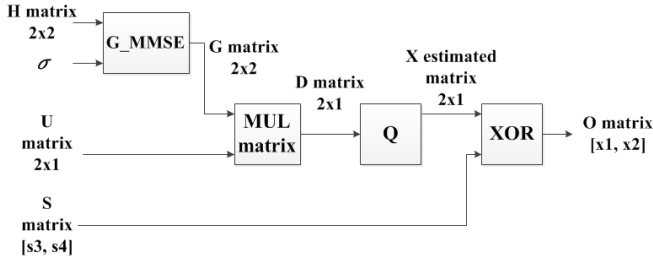 H matrix
2x2
σ
G_MMSE
G matrix
2x2
U
matrix
2x1
MUL
matrix
D matrix
2x1
Q
X estimated
matrix
2x1
XOR
O matrix
[x1, x2]
S
matrix
[s3, s4]